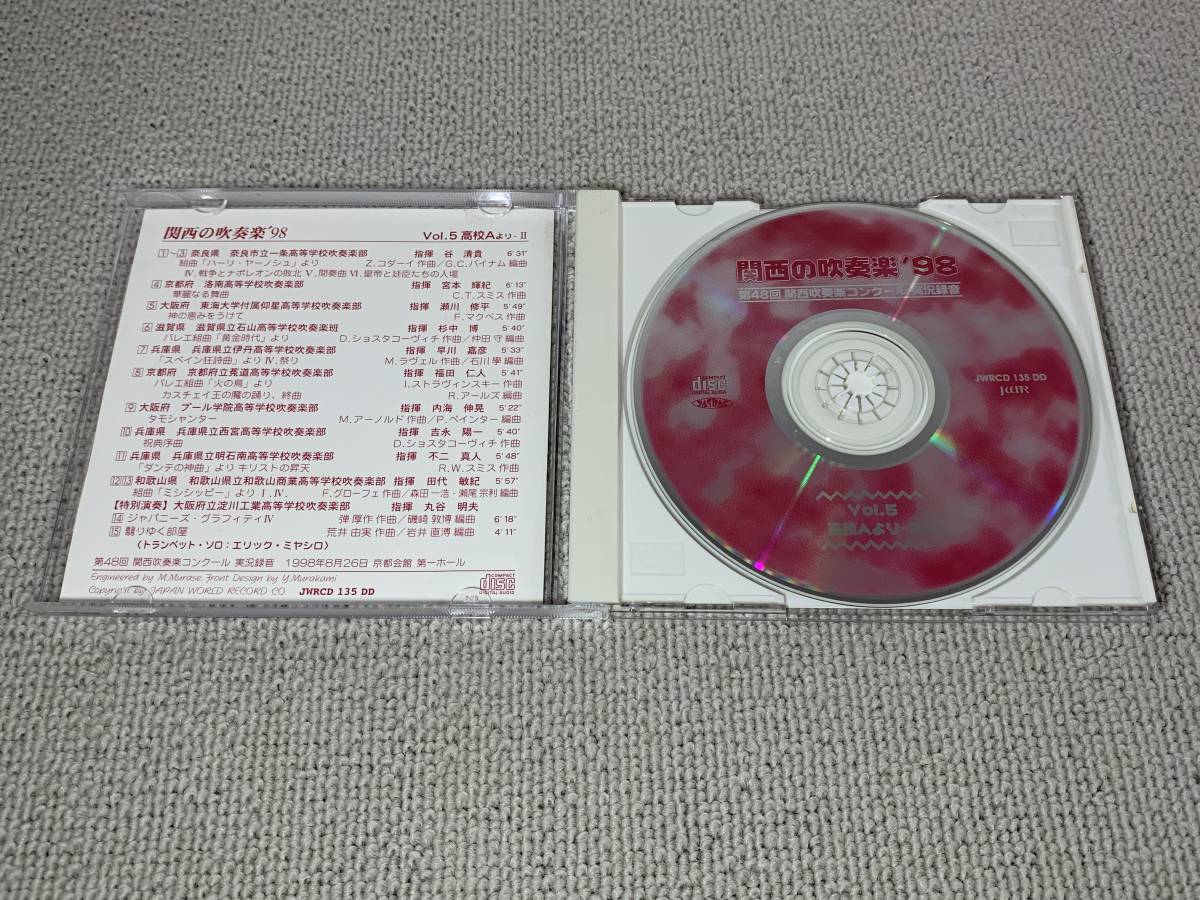 関西の吹奏楽'98 Vol.5 高校Aより-Ⅱ
1~3 奈良県 奈良市立一条高等学校吹奏楽部 指揮 谷 清貴 6'31"
組曲「ハーリ・ヤーノシュ」より Z.コダーイ作曲/G.C.バイナム編曲
Ⅳ.戦争とナポレオンの敗北 Ⅴ.間奏曲 Ⅵ.皇帝と廷臣たちの入場
4 京都府 洛南高等学校吹奏楽部 指揮 宮本 輝紀 6'13"
華麗なる舞曲 C.T.スミス作曲
5 大阪府 東海大学付属仰星高等学校吹奏楽部 指揮 瀬川 修平 5'49"
神の恵みをうけて F.マクベス作曲
6 滋賀県 滋賀県立石山高等学校吹奏楽班 指揮 杉中 博 5'40"
バレエ組曲「黄金時代」より D.ショスタコーヴィチ作曲/仲田 守編曲
7 兵庫県 兵庫県立伊丹高等学校吹奏楽部 指揮 早川 嘉彦 5'33"
「スペイン狂詩曲」よりⅣ.祭り M.ラヴェル作曲/石川 學編曲
8 京都府 京都府立莵道高等学校吹奏楽部 指揮 福田 仁人 5'41"
バレエ組曲「火の鳥」より I.ストラヴィンスキー作曲
カスチェイ王の魔の踊り、終曲 R.アールズ編曲
9 大阪府 プール学院高等学校吹奏楽部 指揮 内海 伸晃 5'22"
タモシャンター M.アーノルド作曲/P.ペインター編曲
10 兵庫県 兵庫県立西宮高等学校吹奏楽部 指揮 吉永 陽一 5'40"
祝典序曲 D.ショスタコーヴィチ作曲
11 兵庫県 兵庫県立明石南高等学校吹奏楽部 指揮 不二 真人 5'48"
「ダンテの神曲」より キリストの昇天 R.W.スミス作曲
12 13 和歌山県 和歌山県立和歌山商業高等学校吹奏楽部 指揮 田代 敏紀 5'57"
組曲「ミシシッピー」より Ⅰ.Ⅳ. F.グローフェ作曲/森田 一浩・瀬尾 宗利 編曲
【特別演奏】大阪府立淀川工業高等学校吹奏楽部 指揮 丸谷 明夫
14 ジャパニーズ・グラフィティⅣ 弾 厚作 作曲/磯崎 敦博 編曲 6'18"
15 翳りゆく部屋 荒井 由実 作曲/岩井 直溥 編曲 4'11"
〈トランペット・ソロ:エリック・ミヤシロ〉
第48回 関西吹奏楽コンクール 実況録音 1998年8月26日 京都会館 第一ホール
Engineered by M.Murase Front Design by Y.Murakami
Copyright by JAPAN WORLD RECORD CO. JWRCD 135 DD
COMPACT disc DIGITAL AUDIO
関西の吹奏楽'98
第48回 関西吹奏楽コンクール 実況録音
COMPACT disc DIGITAL AUDIO
JWRCD 135 DD
Vol.5
高校Aより-Ⅱ